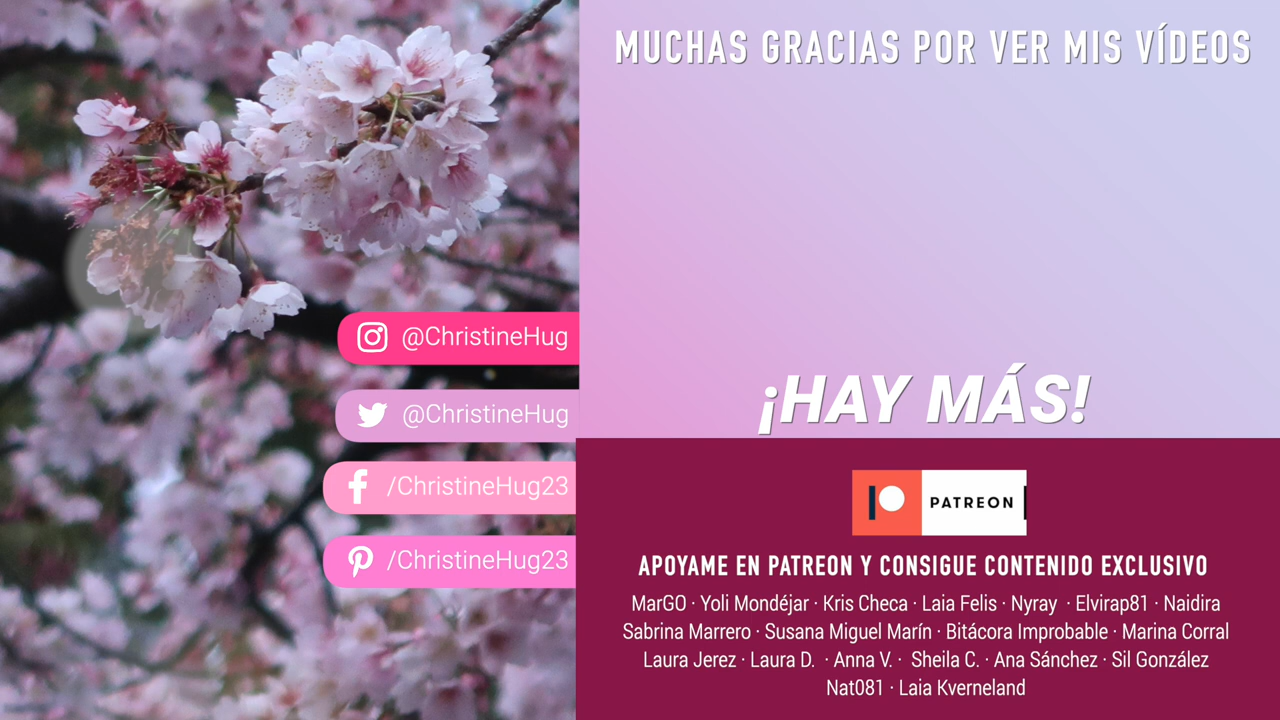 MUCHAS GRACIAS POR VER MIS VÍDEOS
@ChristineHug
@ChristineHug
/ChristineHug23
/ChristineHug23
¡HAY MÁS!
PATREON
APOYAME EN PATREON Y CONSIGUE CONTENIDO EXCLUSIVO
MarGO · Yoli Mondéjar · Kris Checa · Laia Felis · Nyray · Elvirap81 · Naidira
Sabrina Marrero · Susana Miguel Marín · Bitácora Improbable · Marina Corral
Laura Jerez · Laura D. · Anna V. · Sheila C. · Ana Sánchez · Sil González
Nat081 · Laia Kverneland